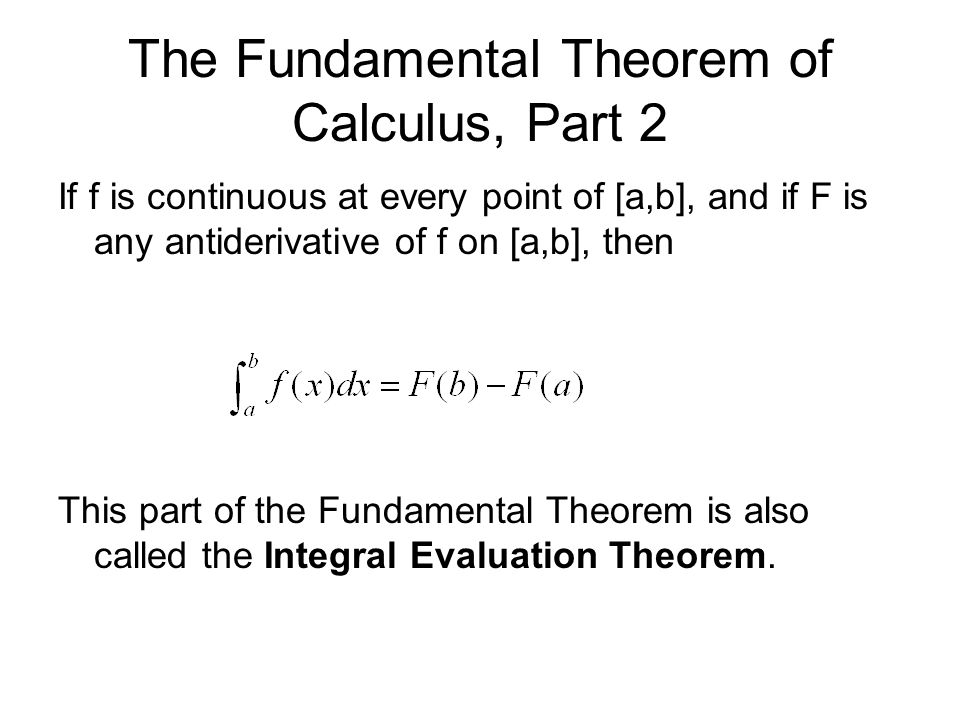 The Fundamental Theorem of
Calculus, Part 2
If f is continuous at every point of [a,b], and if F is
any antiderivative of f on [a,b], then
∫_a^b f(x)dx = F(b) − F(a)
This part of the Fundamental Theorem is also
called the Integral Evaluation Theorem.